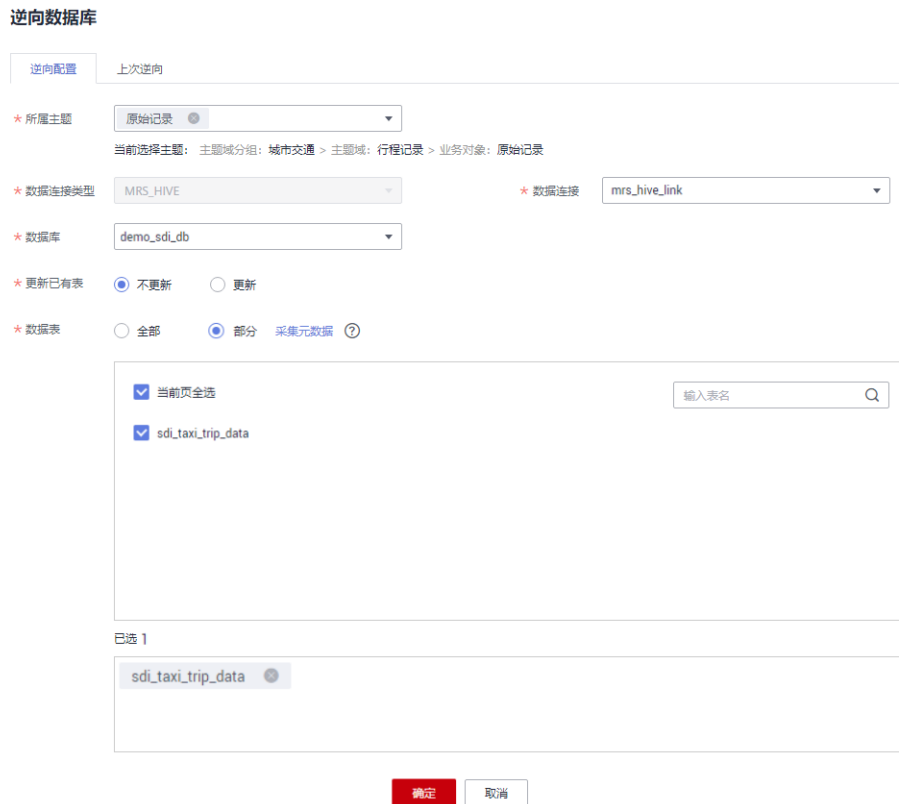 逆向数据库
逆向配置 上次逆向
* 所属主题 原始记录
当前选择主题： 主题域分组：城市交通 > 主题域：行程记录 > 业务对象：原始记录
* 数据连接类型 MRS_HIVE * 数据连接 mrs_hive_link
* 数据库 demo_sdi_db
* 更新已有表 不更新 更新
* 数据表 全部 部分 采集元数据 ?
当前页全选 输入表名
sdi_taxi_trip_data
已选 1
sdi_taxi_trip_data
确定 取消